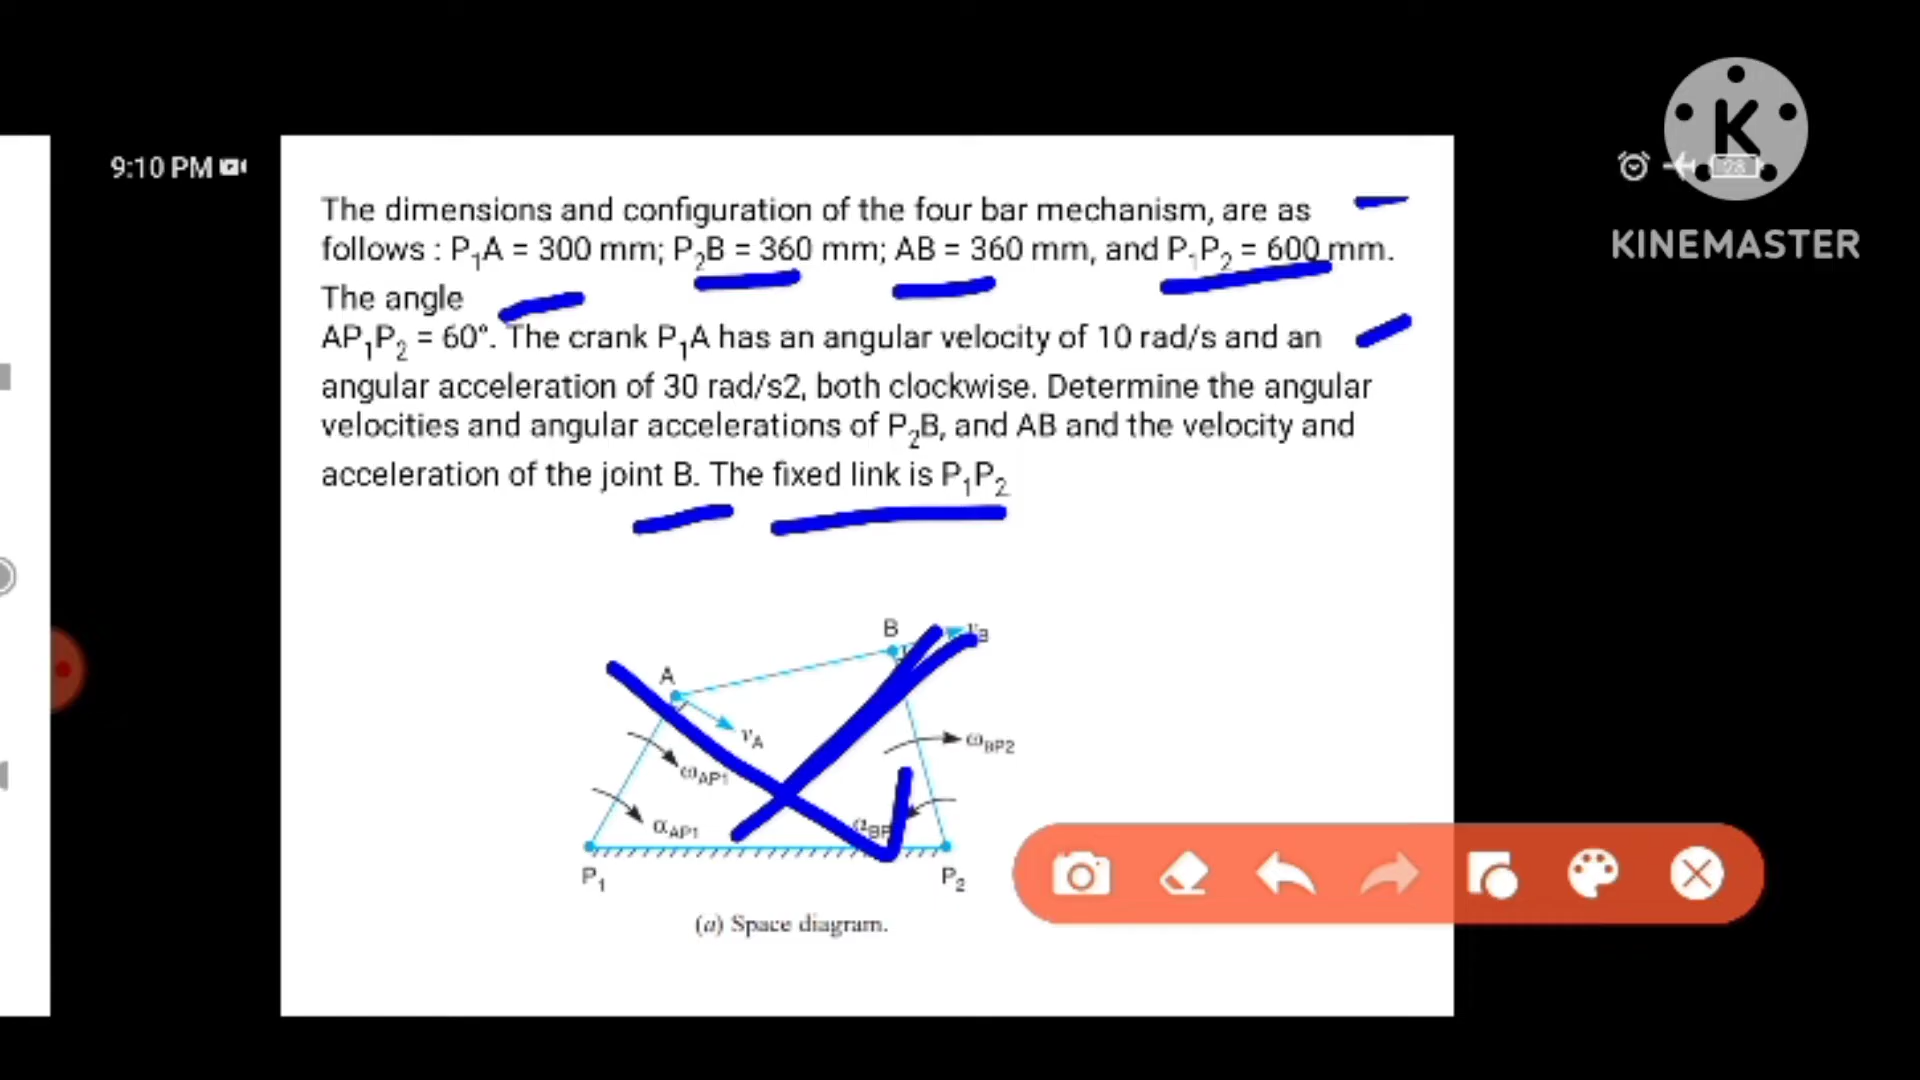 KINEMASTER
9:10 PM
28
The dimensions and configuration of the four bar mechanism, are as
follows : P₁A = 300 mm; P₂B = 360 mm; AB = 360 mm, and P₁P₂ = 600 mm.
The angle
AP₁P₂ = 60°. The crank P₁A has an angular velocity of 10 rad/s and an
angular acceleration of 30 rad/s2, both clockwise. Determine the angular
velocities and angular accelerations of P₂B, and AB and the velocity and
acceleration of the joint B. The fixed link is P₁P₂
B
A
vA
ωBP2
ωAP1
αAP1
P₁
P₂
(a) Space diagram.